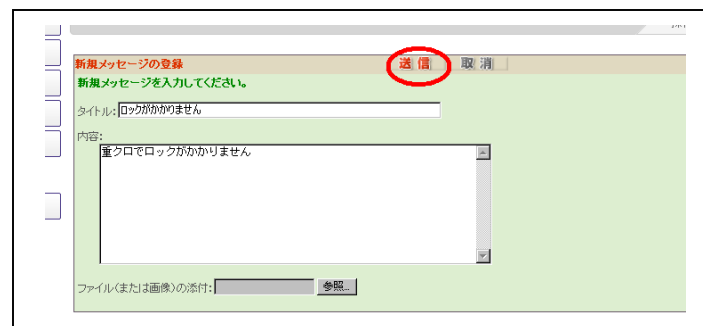 新規メッセージの登録 送信 取消
新規メッセージを入力してください。
タイトル: ロックがかかりません
内容:
重クロでロックがかかりません
ファイル(または画像)の添付: 参照...